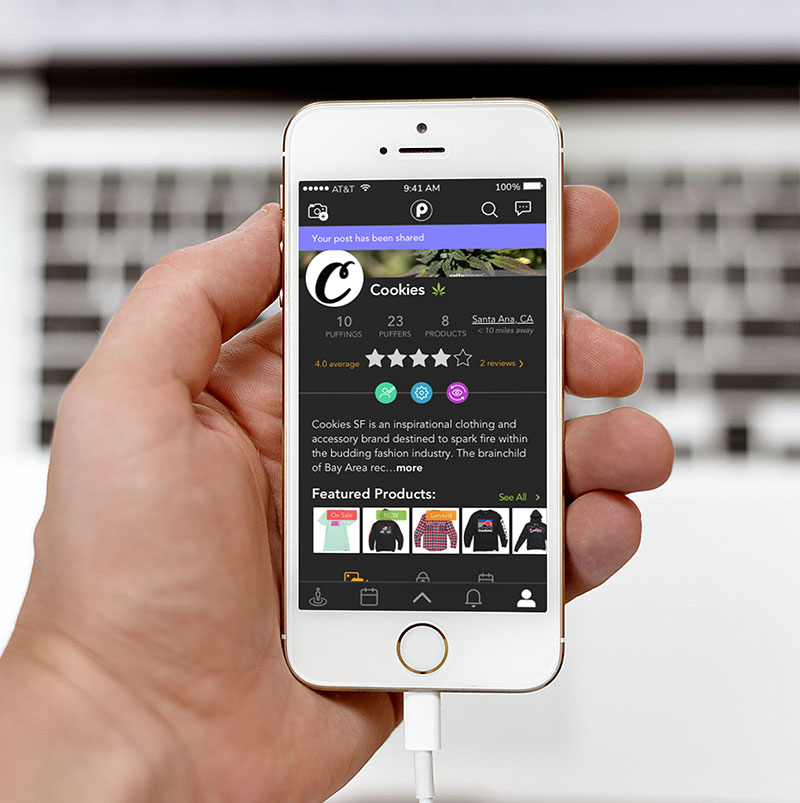 AT&T 9:41 AM 100%
P
Your post has been shared
C
Cookies
10 23 8 Santa Ana, CA
PUFFINGS PUFFERS PRODUCTS < 10 miles away
4.0 average 2 reviews >
Cookies SF is an inspirational clothing and
accessory brand destined to spark fire within
the budding fashion industry. The brainchild
of Bay Area rec...more
Featured Products: See All >
On Sale NEW Limited
Cookies